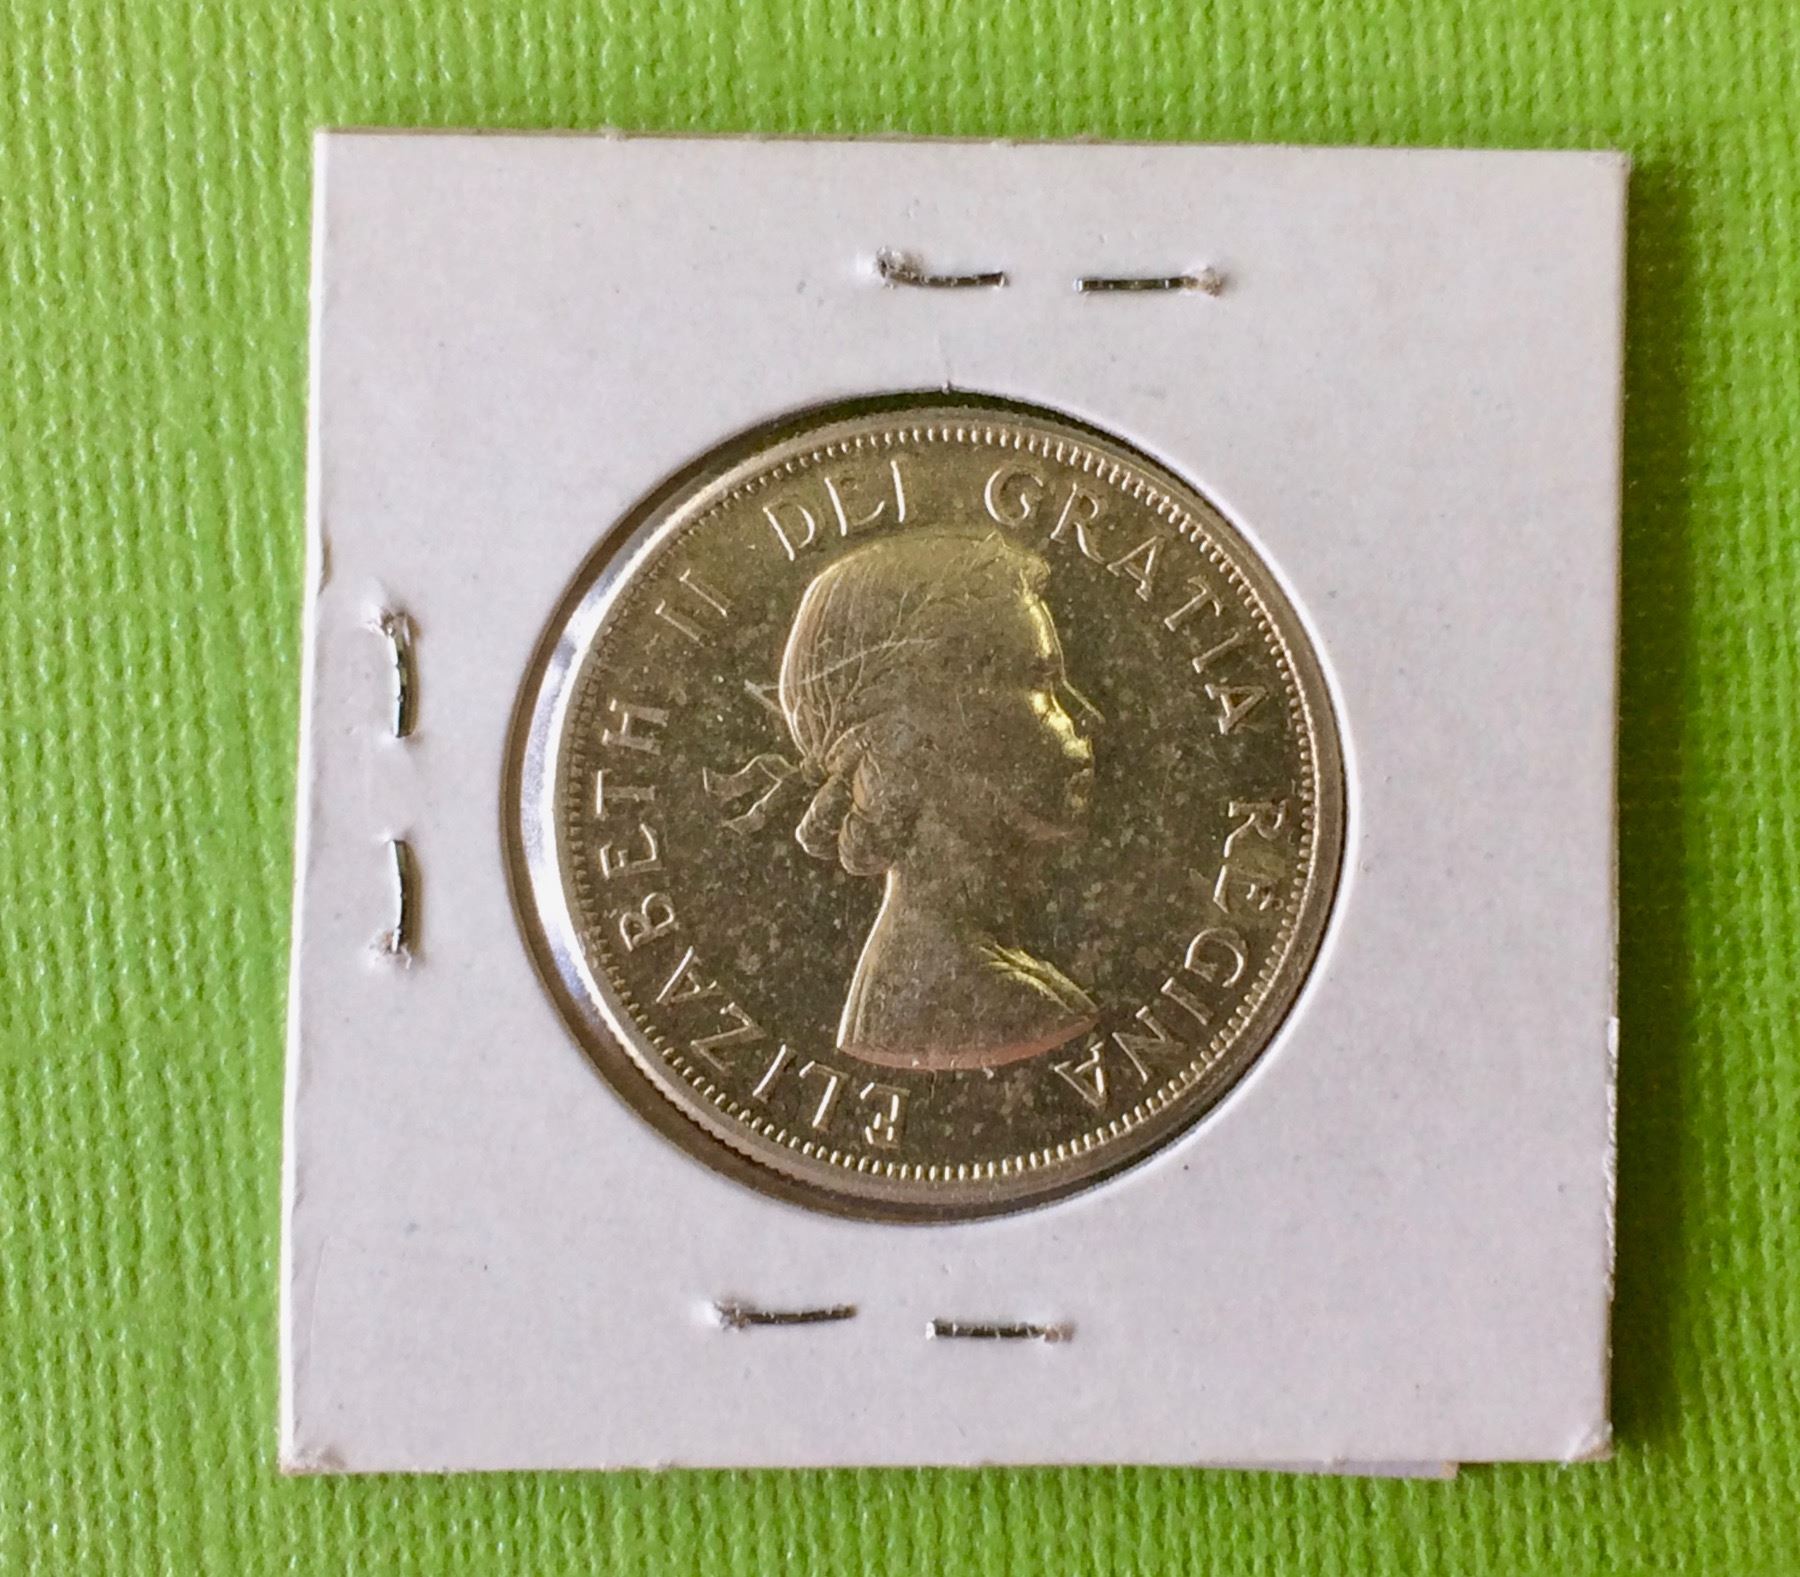 ELIZABETH II DEI GRATIA REGINA